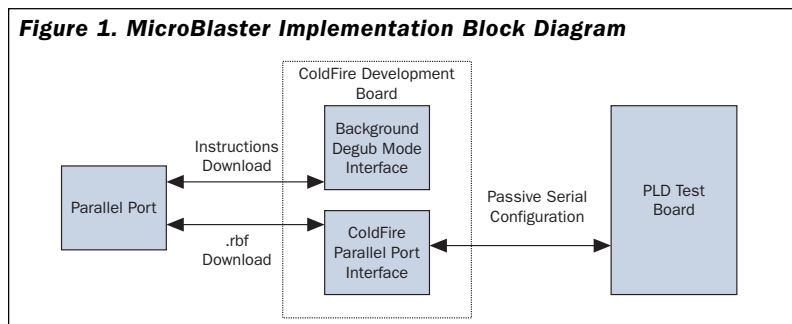 Figure 1. MicroBlaster Implementation Block Diagram
ColdFire Development
Board
Instructions
Download
Background
Degub Mode
Interface
Parallel Port
Passive Serial
Configuration
PLD Test
Board
.rbf
Download
ColdFire
Parallel Port
Interface